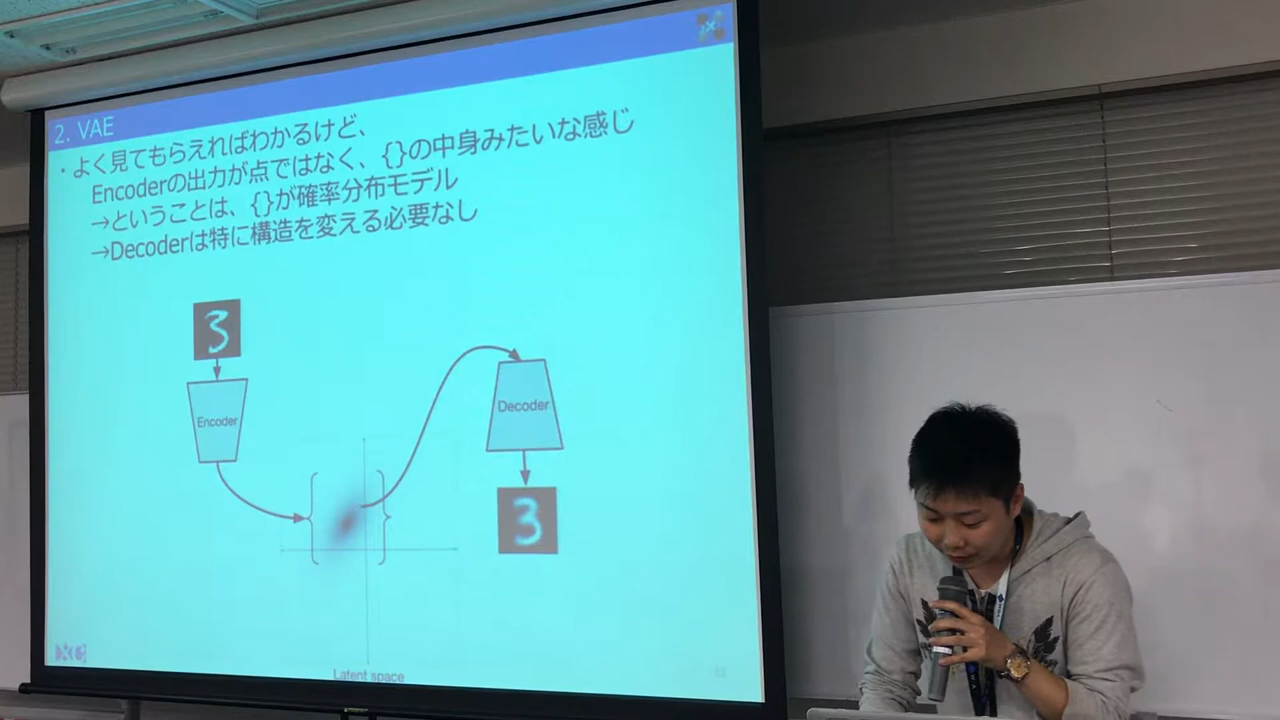 2. VAE
・よく見てもらえればわかるけど、
Encoderの出力が点ではなく、{}の中身みたいな感じ
→ということは、{}が確率分布モデル
→Decoderは特に構造を変える必要なし
3
Encoder
Decoder
3
Latent space